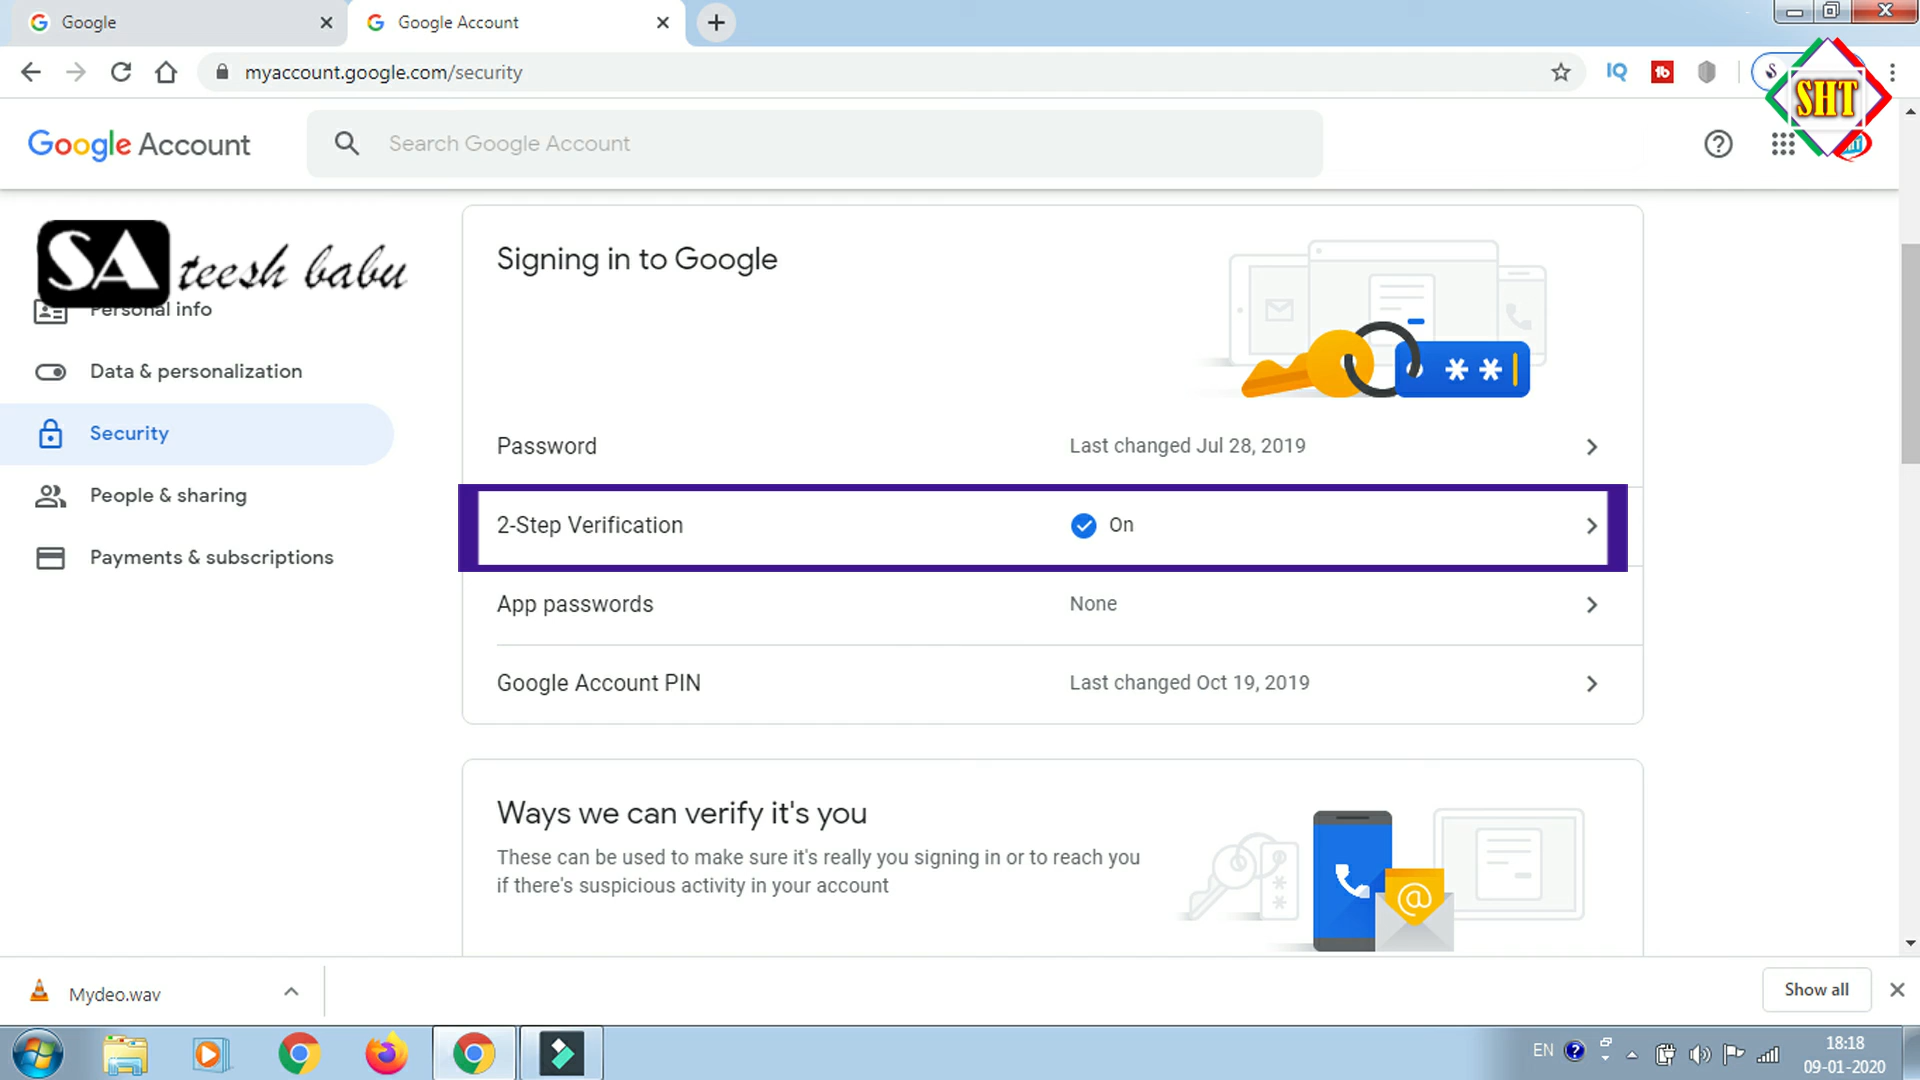 Google
Google Account
myaccount.google.com/security
IQ
tb
S
SHT
Google Account
Search Google Account
SA teesh babu
Personal info
Data & personalization
Security
People & sharing
Payments & subscriptions
Signing in to Google
**
Password
Last changed Jul 28, 2019
2-Step Verification
On
App passwords
None
Google Account PIN
Last changed Oct 19, 2019
Ways we can verify it's you
These can be used to make sure it's really you signing in or to reach you
if there's suspicious activity in your account
@
Mydeo.wav
Show all
EN
18:18
09-01-2020